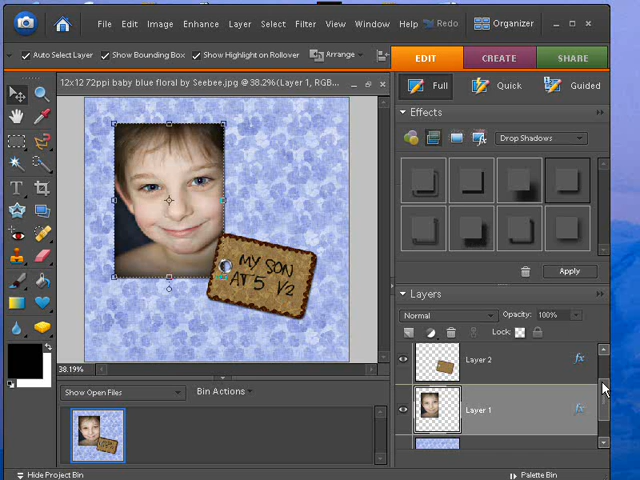 File Edit Image Enhance Layer Select Filter View Window Help Redo Organizer
Auto Select Layer Show Bounding Box Show Highlight on Rollover Arrange
EDIT CREATE SHARE
12x12 72ppi baby blue floral by Seebee.jpg @ 38.2%(Layer 1, RGB...
Full Quick Guided
Effects
Drop Shadows
MY SON
AT 5 V2
Apply
Layers
Normal Opacity: 100%
Lock:
Layer 2 fx
38.19%
Show Open Files Bin Actions
Layer 1 fx
Hide Project Bin Palette Bin